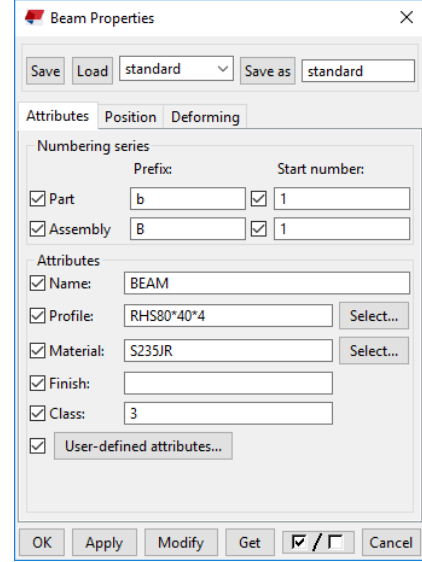 Beam Properties
Save Load standard Save as standard
Attributes Position Deforming
Numbering series
Prefix: Start number:
Part b 1
Assembly B 1
Attributes
Name: BEAM
Profile: RHS80*40*4 Select...
Material: S235JR Select...
Finish:
Class: 3
User-defined attributes...
OK Apply Modify Get / Cancel